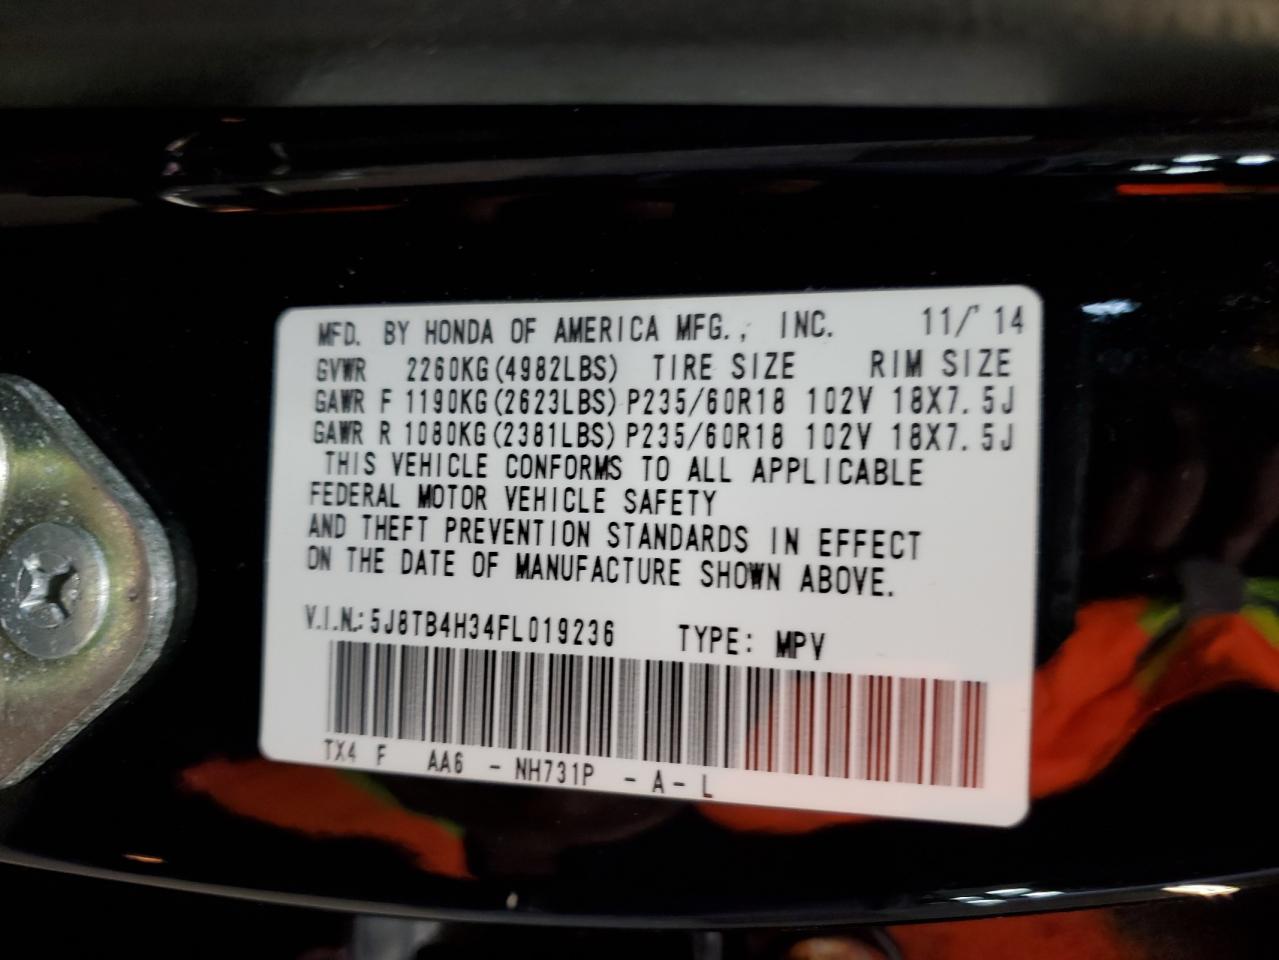 MFD. BY HONDA OF AMERICA MFG., INC. 11/'14
GVWR 2260KG(4982LBS) TIRE SIZE RIM SIZE
GAWR F 1190KG(2623LBS) P235/60R18 102V 18X7.5J
GAWR R 1080KG(2381LBS) P235/60R18 102V 18X7.5J
THIS VEHICLE CONFORMS TO ALL APPLICABLE
FEDERAL MOTOR VEHICLE SAFETY
AND THEFT PREVENTION STANDARDS IN EFFECT
ON THE DATE OF MANUFACTURE SHOWN ABOVE.
V.I.N.: 5J8TB4H34FL019236 TYPE: MPV
TX4 F AA6 - NH731P - A - L